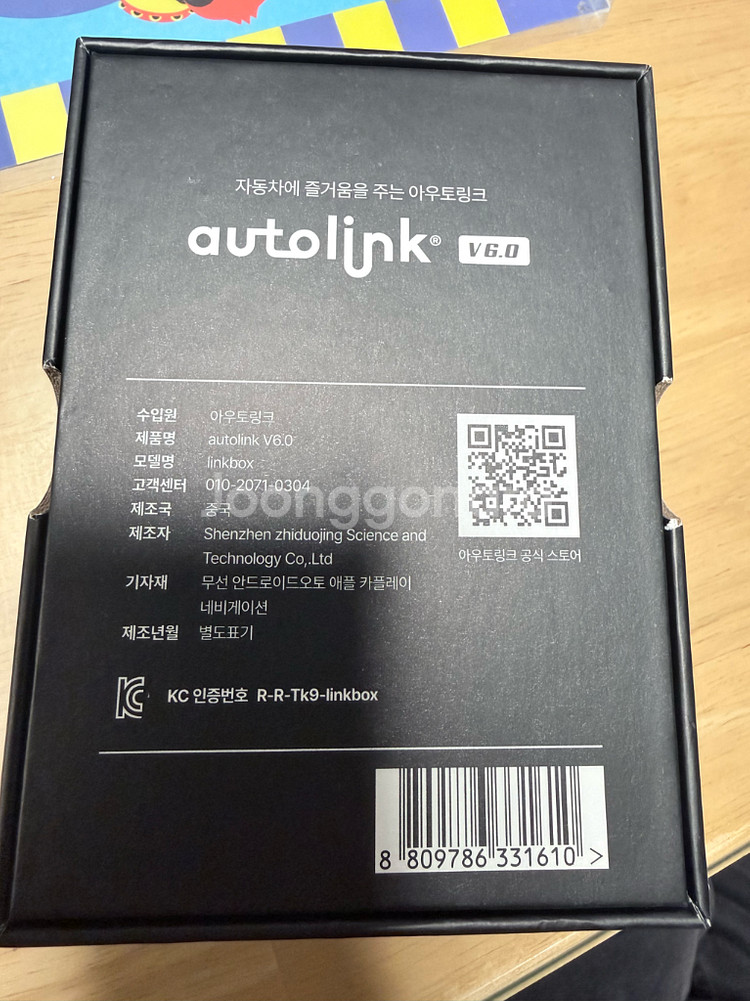 자동차에 즐거움을 주는 아우토링크
autolink® V6.0
수입원 아우토링크
제품명 autolink V6.0
모델명 linkbox
고객센터 010-2071-0304
joonggonara
제조국 중국
제조자 Shenzhen zhiduojing Science and
Technology Co,.Ltd
아우토링크 공식 스토어
기자재 무선 안드로이드오토 애플 카플레이
네비게이션
제조년월 별도표기
KC 인증번호 R-R-Tk9-linkbox
8 809786 331610 >